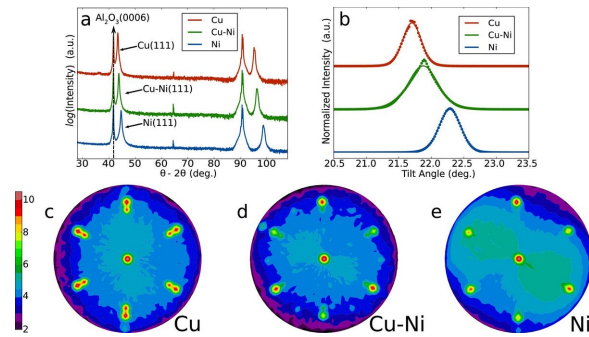 a
Al₂O₃(0006)
Cu
Cu-Ni
Ni
Cu(111)
Cu-Ni(111)
Ni(111)
log(Intensity) (a.u.)
30 40 50 60 70 80 90 100
θ - 2θ (deg.)
b
Cu
Cu-Ni
Ni
Normalized Intensity (a.u.)
20.5 21.0 21.5 22.0 22.5 23.0 23.5
Tilt Angle (deg.)
10
8
6
4
2
c
Cu
d
Cu-Ni
e
Ni